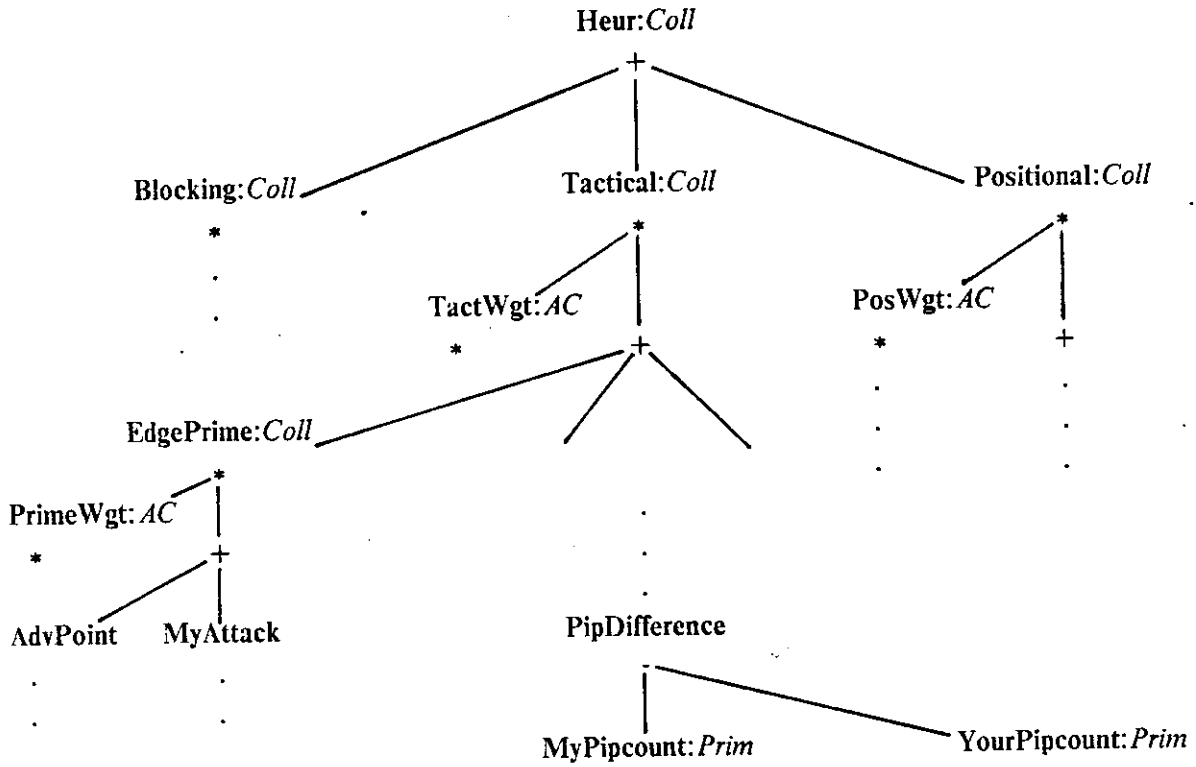 Heur:Coll
+
Blocking:Coll Tactical:Coll Positional:Coll
* * *
TactWgt:AC PosWgt:AC
* + * +
EdgePrime:Coll
*
PrimeWgt:AC
* +
AdvPoint MyAttack PipDifference
-
MyPipcount:Prim YourPipcount:Prim